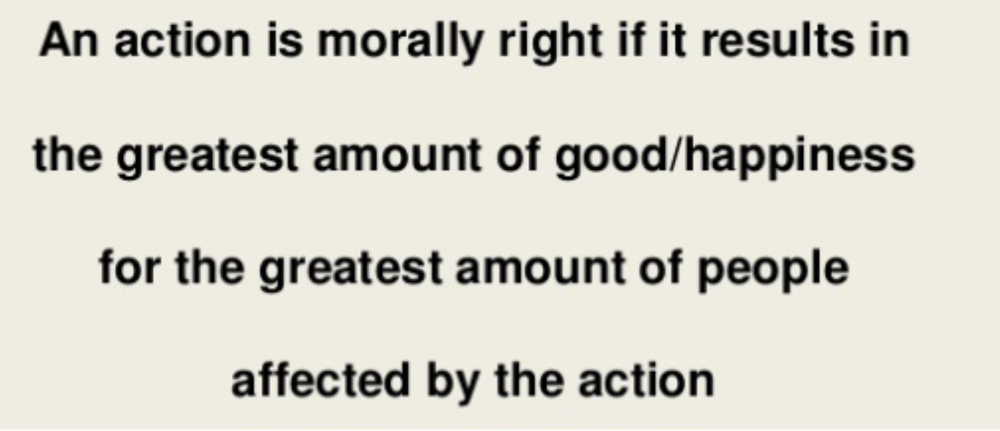 An action is morally right if it results in
the greatest amount of good/happiness
for the greatest amount of people
affected by the action